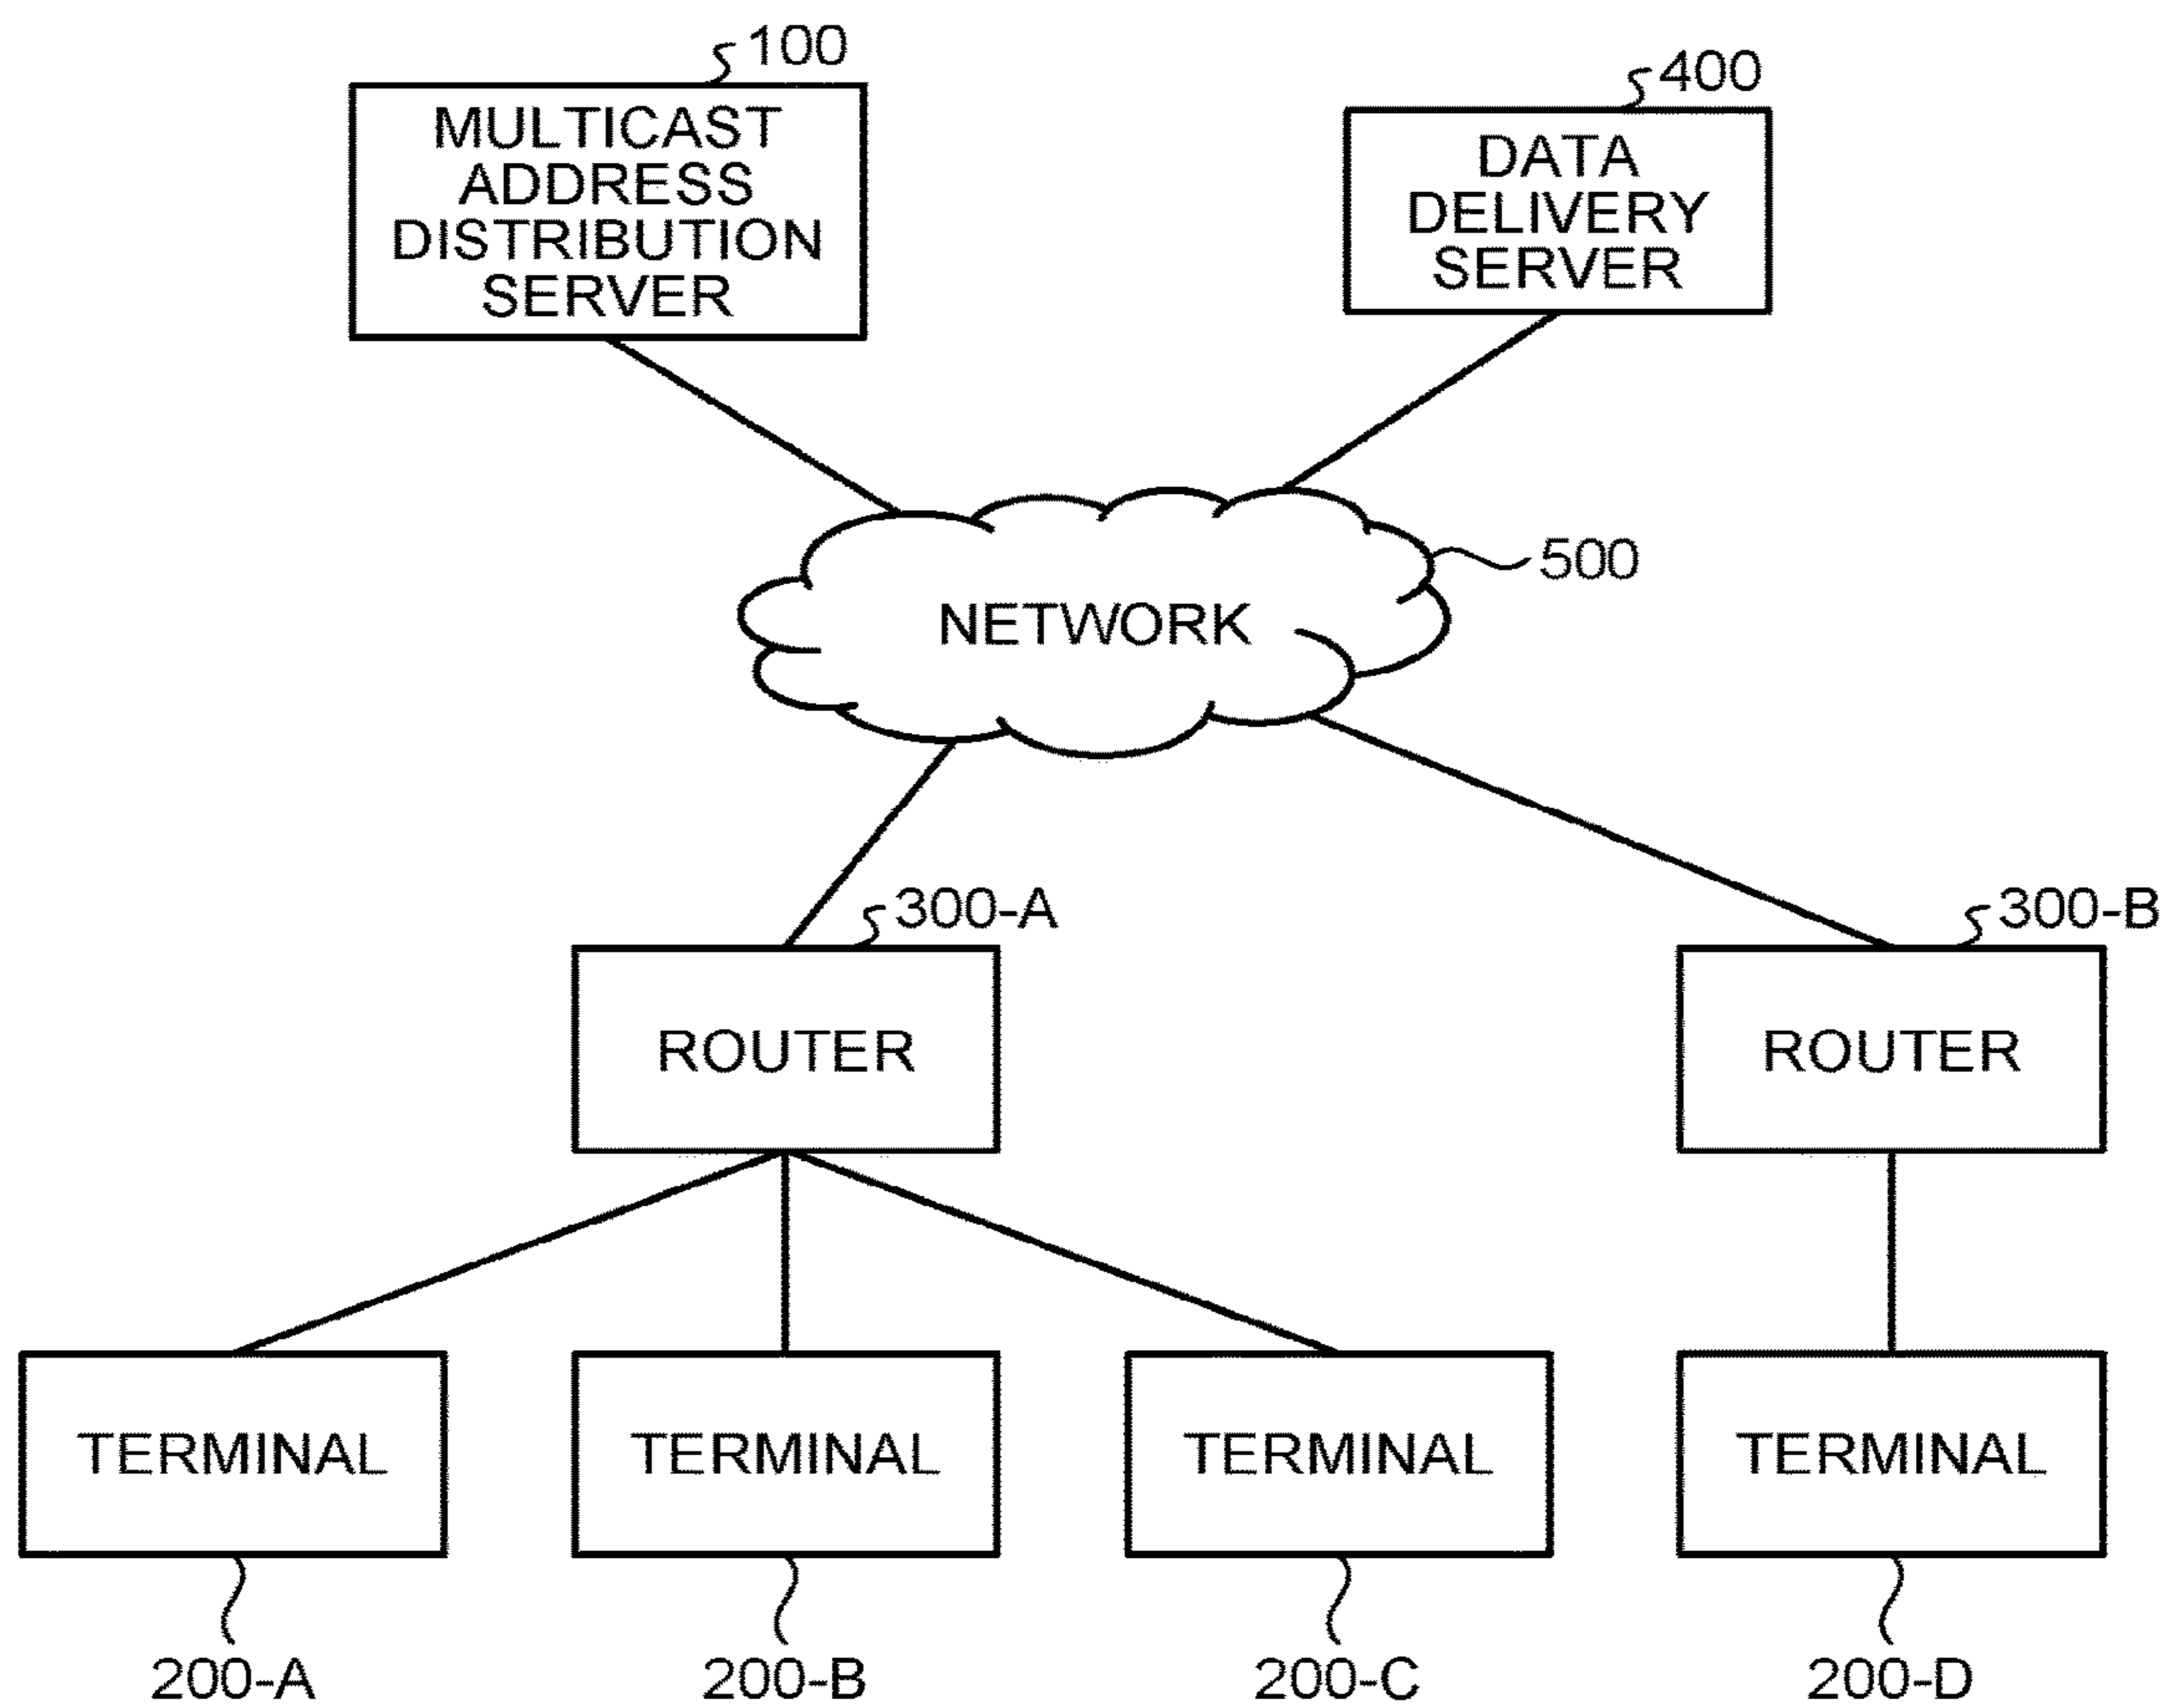 100
MULTICAST
ADDRESS
DISTRIBUTION
SERVER
400
DATA
DELIVERY
SERVER
500
NETWORK
300-A
ROUTER
300-B
ROUTER
TERMINAL
TERMINAL
TERMINAL
TERMINAL
200-A
200-B
200-C
200-D